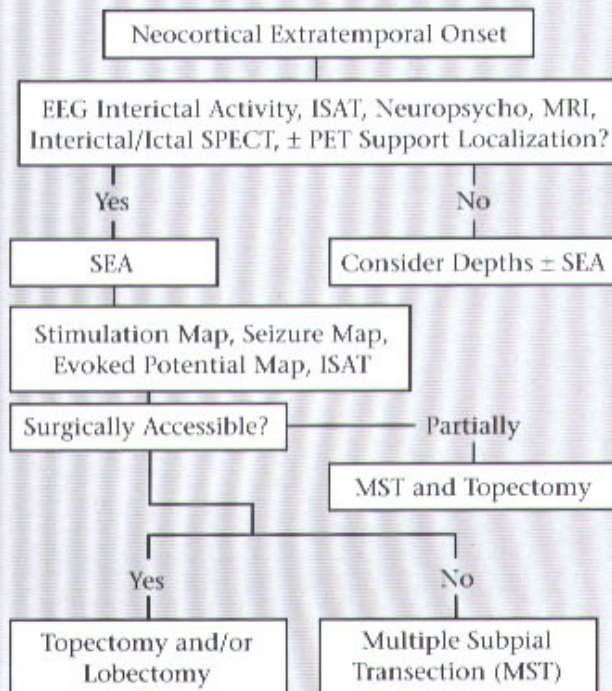 Neocortical Extratemporal Onset
EEG Interictal Activity, ISAT, Neuropsycho, MRI,
Interictal/Ictal SPECT, ± PET Support Localization?
Yes
No
SEA
Consider Depths ± SEA
Stimulation Map, Seizure Map,
Evoked Potential Map, ISAT
Surgically Accessible?
Partially
MST and Topectomy
Yes
No
Topectomy and/or
Lobectomy
Multiple Subpial
Transection (MST)